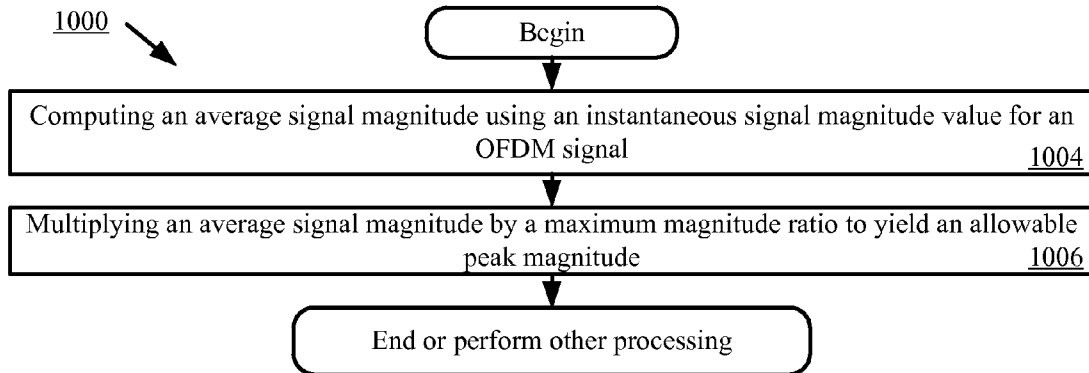 1000
Begin
Computing an average signal magnitude using an instantaneous signal magnitude value for an
OFDM signal
1004
Multiplying an average signal magnitude by a maximum magnitude ratio to yield an allowable
peak magnitude
1006
End or perform other processing